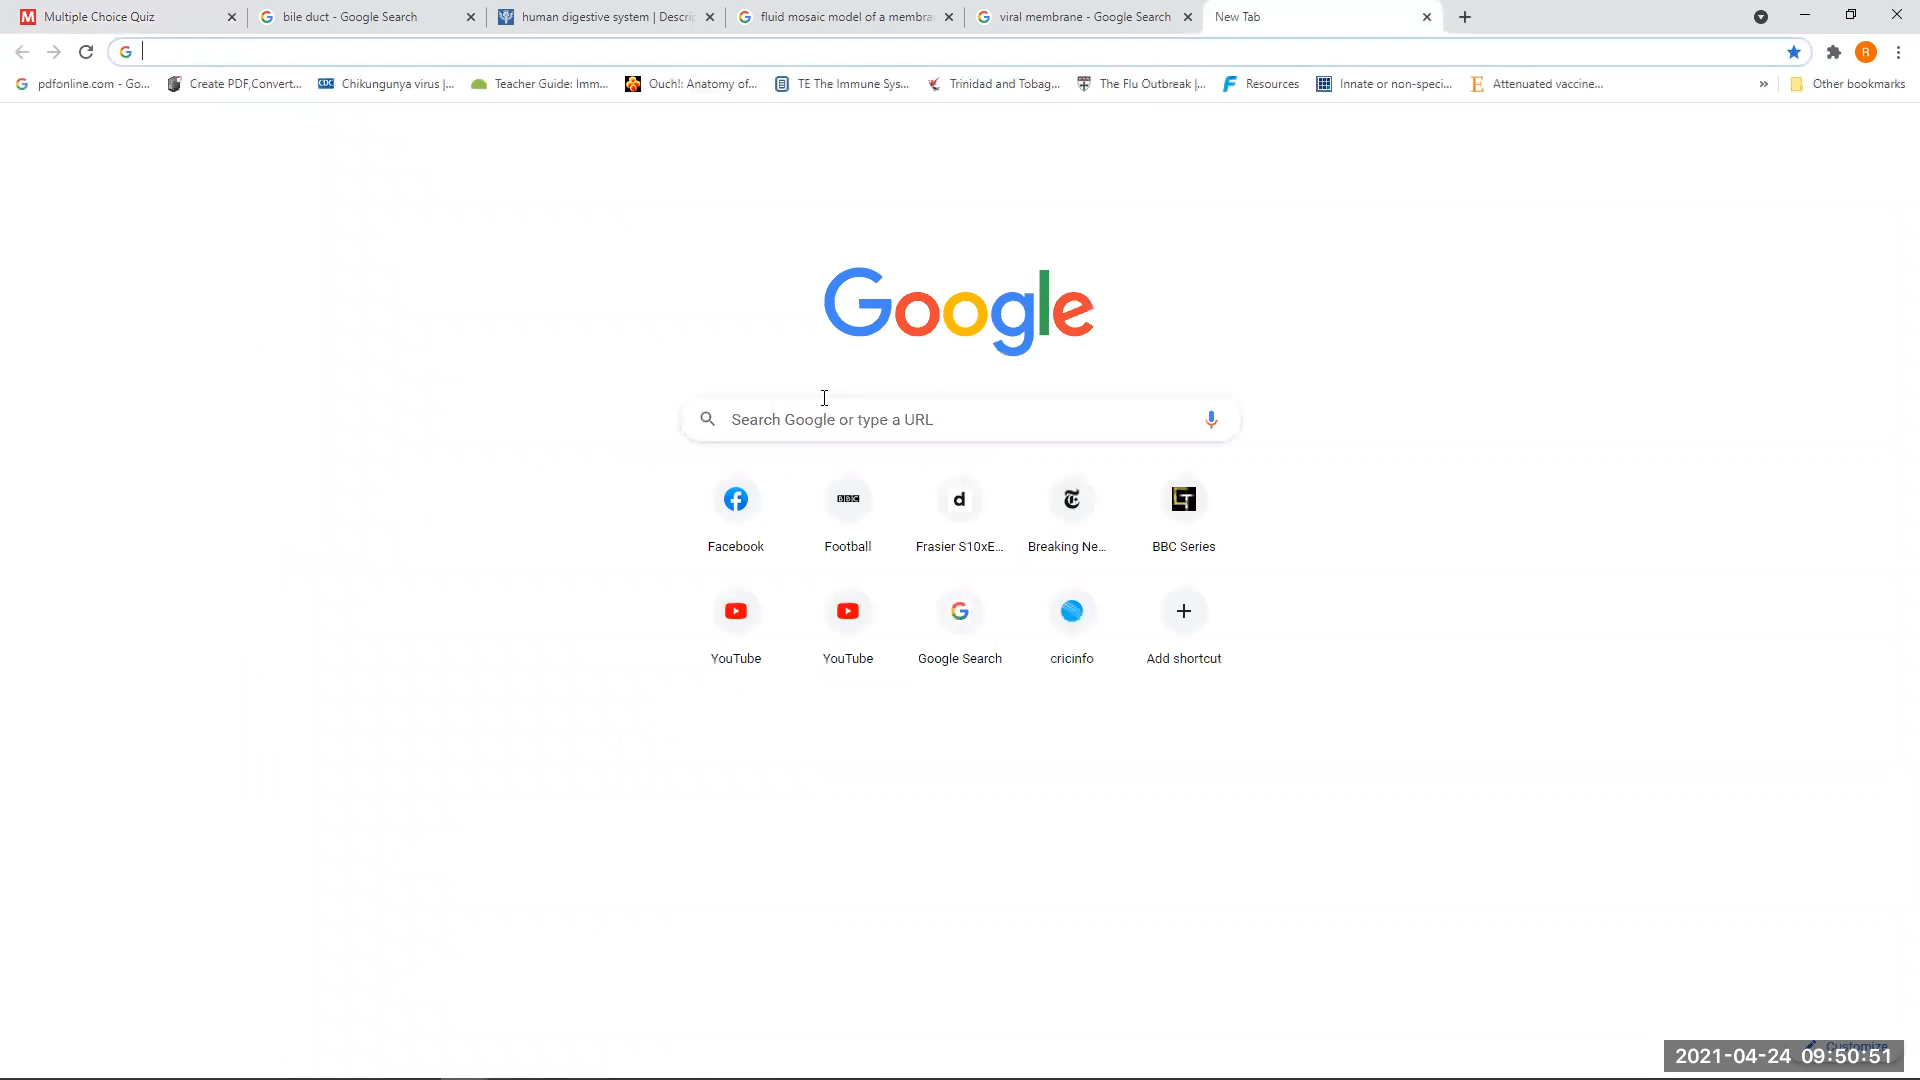 Multiple Choice Quiz
bile duct - Google Search
human digestive system | Descri
fluid mosaic model of a membra
viral membrane - Google Search
New Tab
R
pdfonline.com - Go...
Create PDF,Convert...
CDC
Chikungunya virus |...
Teacher Guide: Imm...
Ouch!: Anatomy of...
TE The Immune Sys...
Trinidad and Tobag...
The Flu Outbreak |...
Resources
Innate or non-speci...
Attenuated vaccine...
»
Other bookmarks
Google
Search Google or type a URL
BBC
d
Facebook
Football
Frasier S10xE...
Breaking Ne...
BBC Series
YouTube
YouTube
Google Search
cricinfo
Add shortcut
Customize
2021-04-24 09:50:51